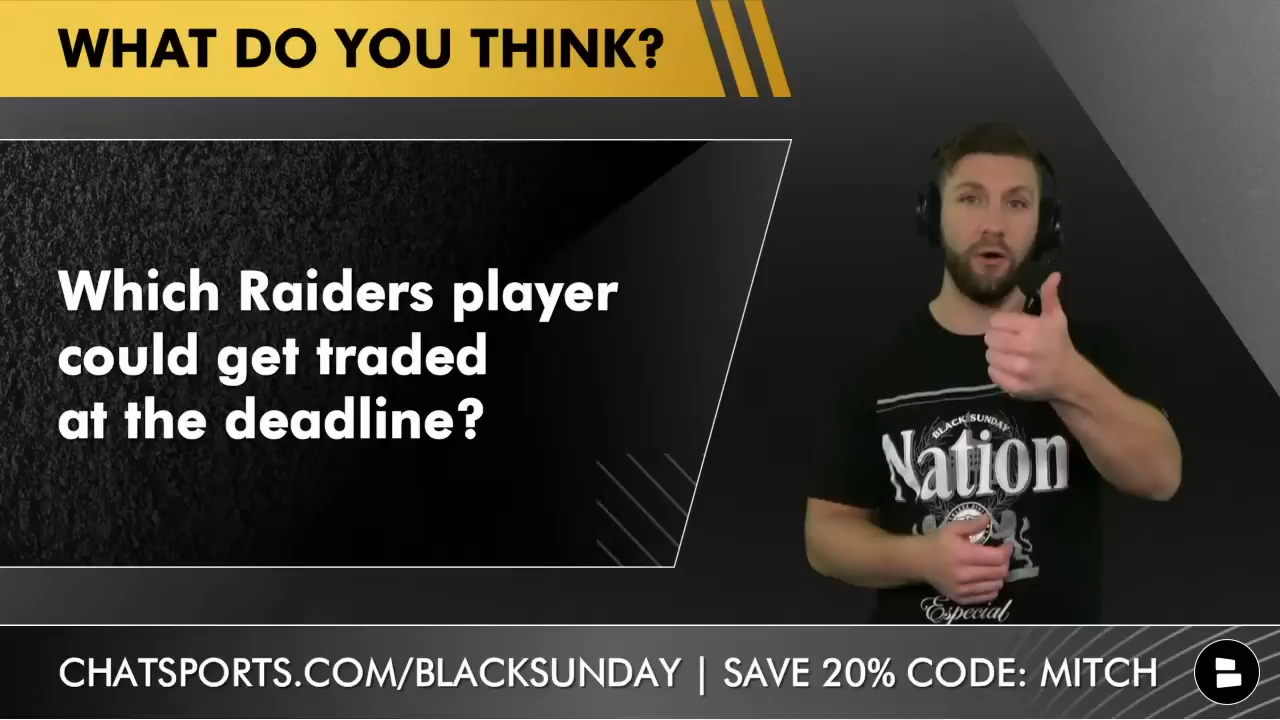 WHAT DO YOU THINK?
Which Raiders player
could get traded
at the deadline?
BLACK SUNDAY
Nation
Especial
CHATSPORTS.COM/BLACKSUNDAY | SAVE 20% CODE: MITCH